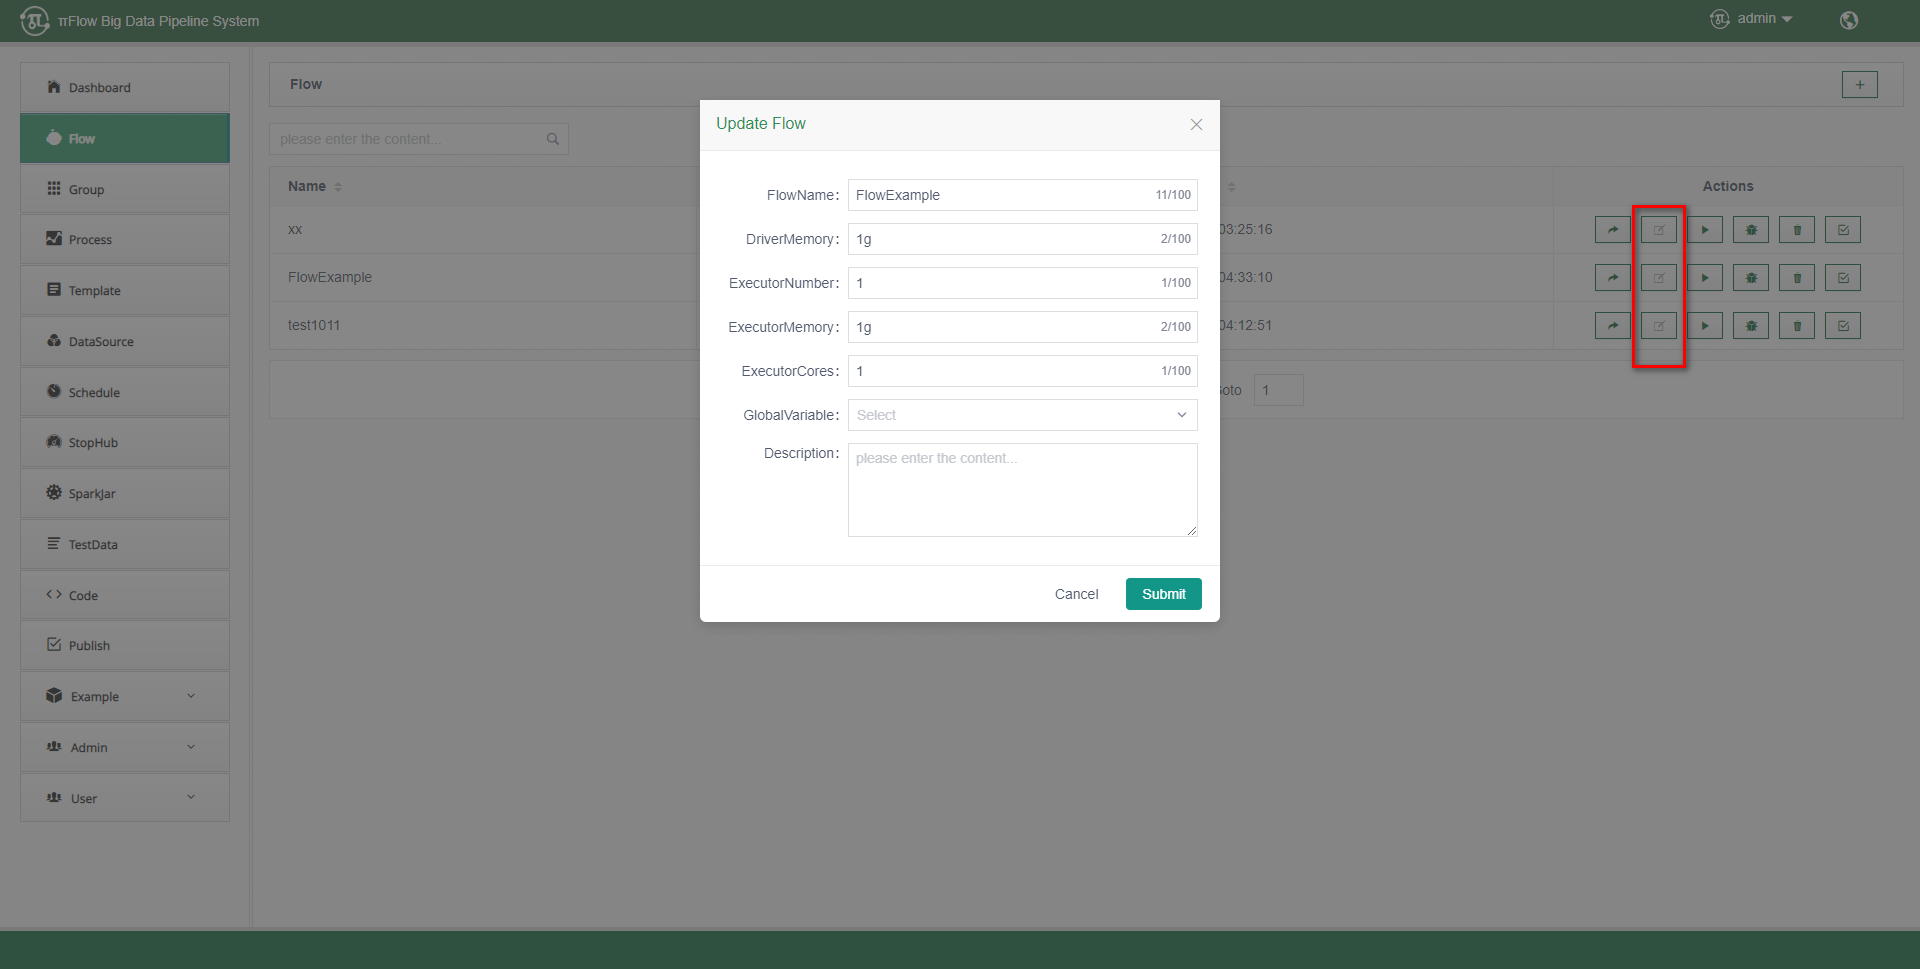 πFlow Big Data Pipeline System
admin
Dashboard
Flow
Group
Process
Template
DataSource
Schedule
StopHub
SparkJar
TestData
Code
Publish
Example
Admin
User
Flow
+
please enter the content...
Name
Actions
xx
03:25:16
FlowExample
04:33:10
test1011
04:12:51
oto
1
Update Flow
FlowName: FlowExample 11/100
DriverMemory: 1g 2/100
ExecutorNumber: 1 1/100
ExecutorMemory: 1g 2/100
ExecutorCores: 1 1/100
GlobalVariable: Select
Description: please enter the content...
Cancel
Submit